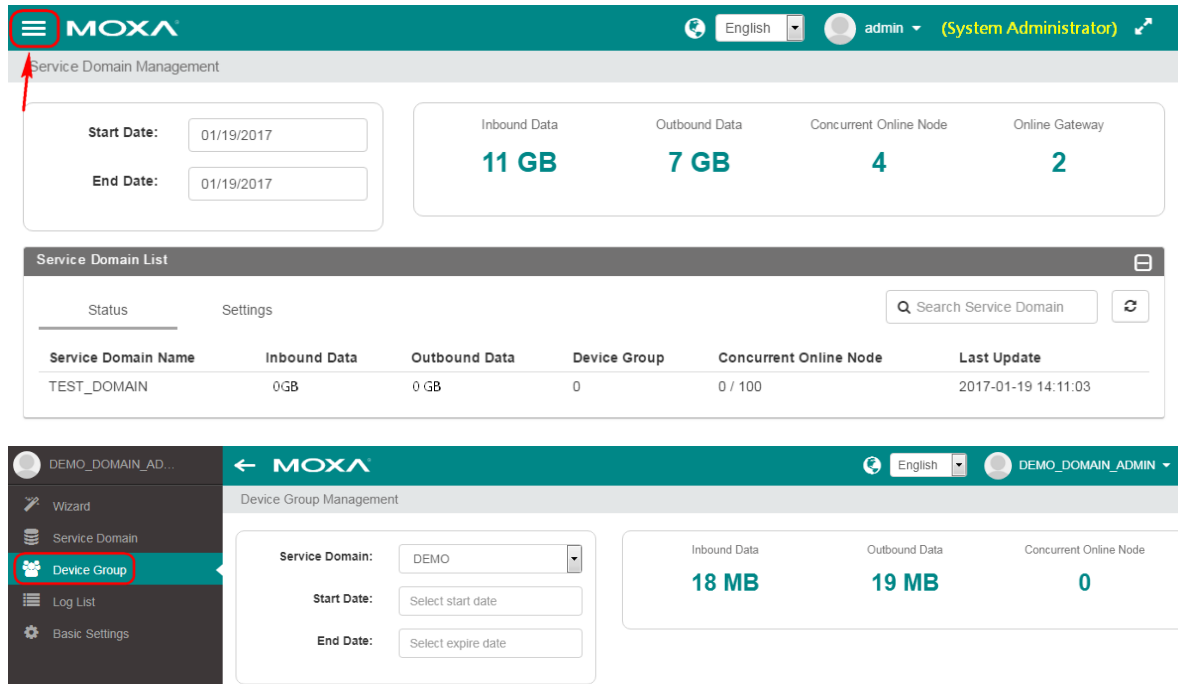 MOXA English admin (System Administrator)
Service Domain Management
Start Date: 01/19/2017
End Date: 01/19/2017
Inbound Data Outbound Data Concurrent Online Node Online Gateway
11 GB 7 GB 4 2
Service Domain List
Status Settings Search Service Domain
Service Domain Name Inbound Data Outbound Data Device Group Concurrent Online Node Last Update
TEST_DOMAIN 0GB 0 GB 0 0 / 100 2017-01-19 14:11:03
DEMO_DOMAIN_AD... MOXA English DEMO_DOMAIN_ADMIN
Wizard
Service Domain
Device Group
Log List
Basic Settings
Device Group Management
Service Domain: DEMO
Start Date: Select start date
End Date: Select expire date
Inbound Data Outbound Data Concurrent Online Node
18 MB 19 MB 0